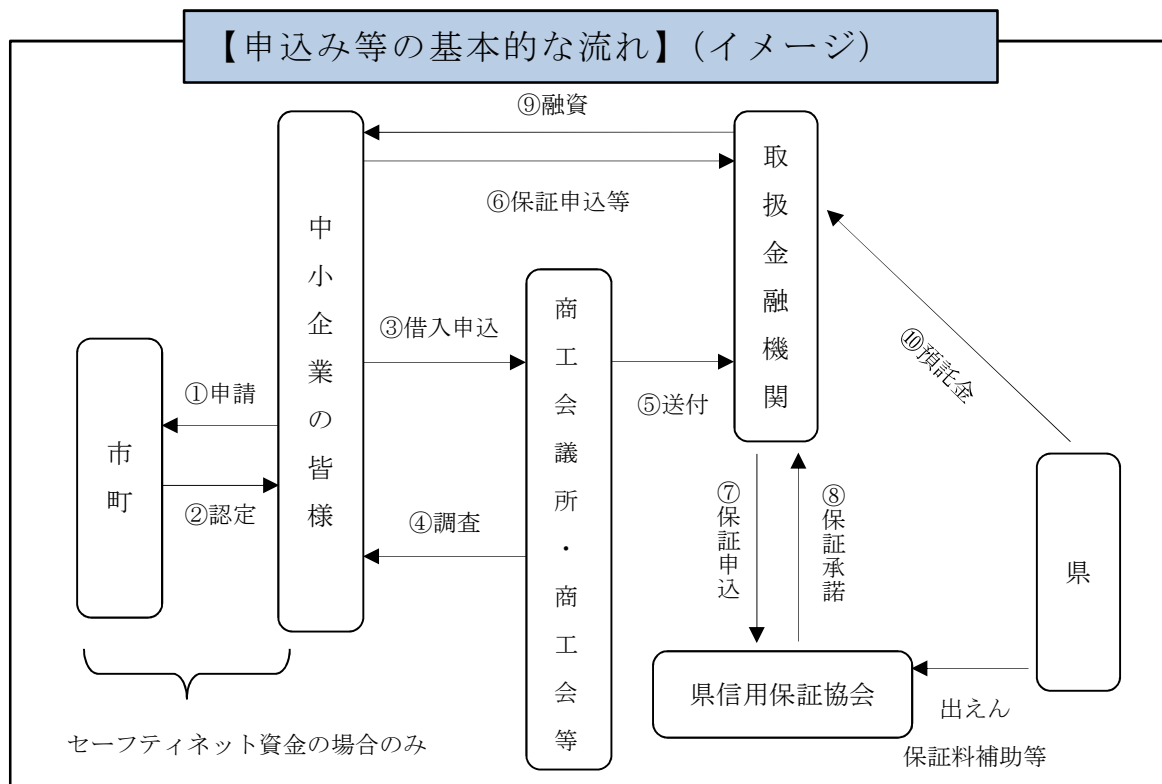 【申込み等の基本的な流れ】(イメージ)
⑨融資
⑥保証申込等
取扱金融機関
中小企業の皆様
商工会議所・商工会等
③借入申込
⑩預託金
①申請
⑤送付
市町
②認定
④調査
⑦保証申込
⑧保証承諾
県
県信用保証協会
出えん
セーフティネット資金の場合のみ
保証料補助等